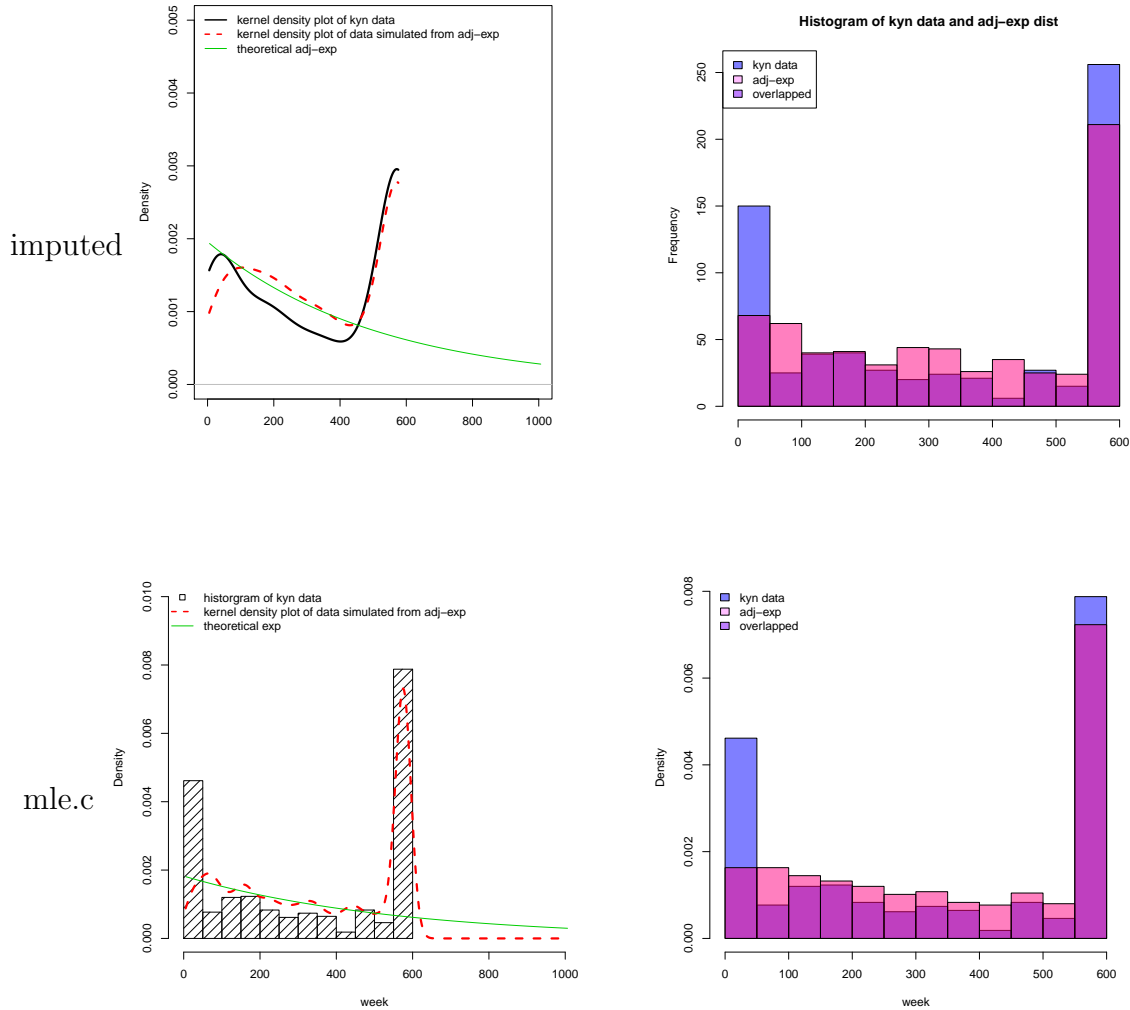 kernel density plot of kyn data
kernel density plot of data simulated from adj−exp
theoretical adj−exp
Density
0.000
0.001
0.002
0.003
0.004
0.005
0
200
400
600
800
1000
imputed
Histogram of kyn data and adj−exp dist
kyn data
adj−exp
overlapped
Frequency
0
50
100
150
200
250
0
100
200
300
400
500
600
historgram of kyn data
kernel density plot of data simulated from adj−exp
theoretical exp
Density
0.000
0.002
0.004
0.006
0.008
0.010
0
200
400
600
800
1000
week
mle.c
kyn data
adj−exp
overlapped
Density
0.000
0.002
0.004
0.006
0.008
0
100
200
300
400
500
600
week